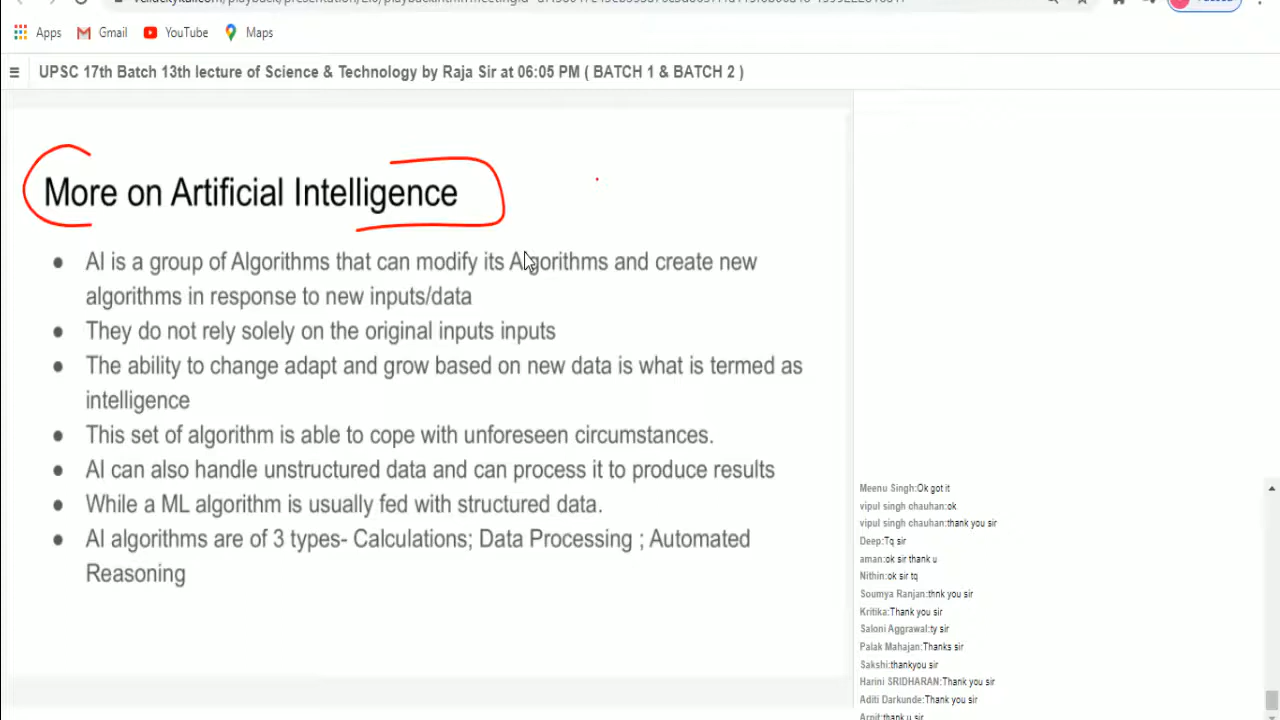 Apps Gmail YouTube Maps
UPSC 17th Batch 13th lecture of Science & Technology by Raja Sir at 06:05 PM ( BATCH 1 & BATCH 2 )
More on Artificial Intelligence
● AI is a group of Algorithms that can modify its Algorithms and create new
algorithms in response to new inputs/data
● They do not rely solely on the original inputs inputs
● The ability to change adapt and grow based on new data is what is termed as
intelligence
● This set of algorithm is able to cope with unforeseen circumstances.
● AI can also handle unstructured data and can process it to produce results
● While a ML algorithm is usually fed with structured data.
● AI algorithms are of 3 types- Calculations; Data Processing ; Automated
Reasoning
Meenu Singh:Ok got it
vipul singh chauhan:ok
vipul singh chauhan:thank you sir
Deep:Tq sir
aman:ok sir thank u
Nithin:ok sir tq
Soumya Ranjan:thnk you sir
Kritika:Thank you sir
Saloni Aggrawal:ty sir
Palak Mahajan:Thanks sir
Sakshi:thankyou sir
Harini SRIDHARAN:Thank you sir
Aditi Darkunde:Thank you sir
Arpit:thank u sir